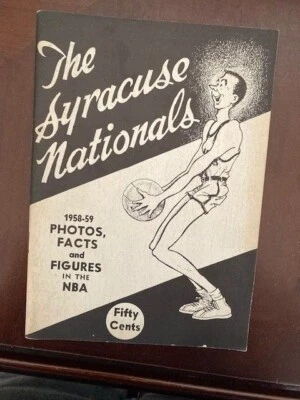 The
Syracuse
Nationals
1958-59
PHOTOS,
FACTS
and
FIGURES
IN THE
NBA
Fifty
Cents